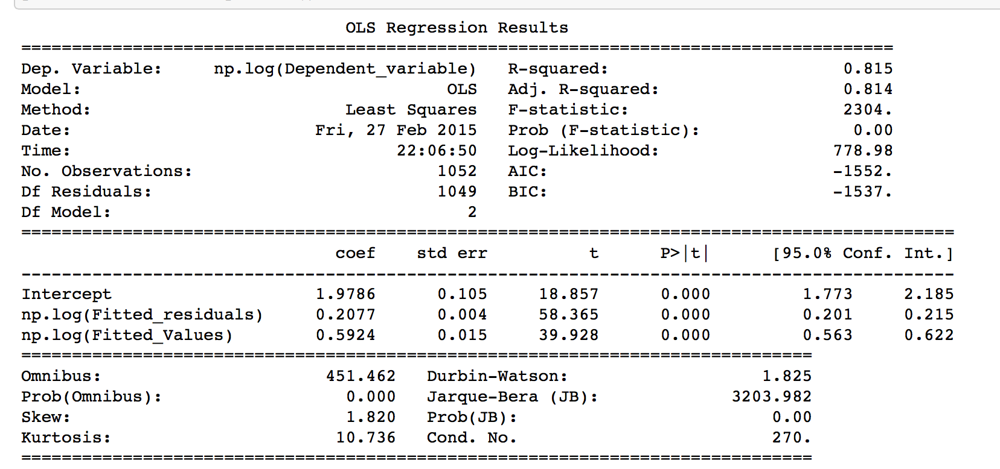 OLS Regression Results
==============================================================================
Dep. Variable: np.log(Dependent_variable) R-squared: 0.815
Model: OLS Adj. R-squared: 0.814
Method: Least Squares F-statistic: 2304.
Date: Fri, 27 Feb 2015 Prob (F-statistic): 0.00
Time: 22:06:50 Log-Likelihood: 778.98
No. Observations: 1052 AIC: -1552.
Df Residuals: 1049 BIC: -1537.
Df Model: 2
==============================================================================
coef std err t P>|t| [95.0% Conf. Int.]
------------------------------------------------------------------------------
Intercept 1.9786 0.105 18.857 0.000 1.773 2.185
np.log(Fitted_residuals) 0.2077 0.004 58.365 0.000 0.201 0.215
np.log(Fitted_Values) 0.5924 0.015 39.928 0.000 0.563 0.622
==============================================================================
Omnibus: 451.462 Durbin-Watson: 1.825
Prob(Omnibus): 0.000 Jarque-Bera (JB): 3203.982
Skew: 1.820 Prob(JB): 0.00
Kurtosis: 10.736 Cond. No. 270.
==============================================================================